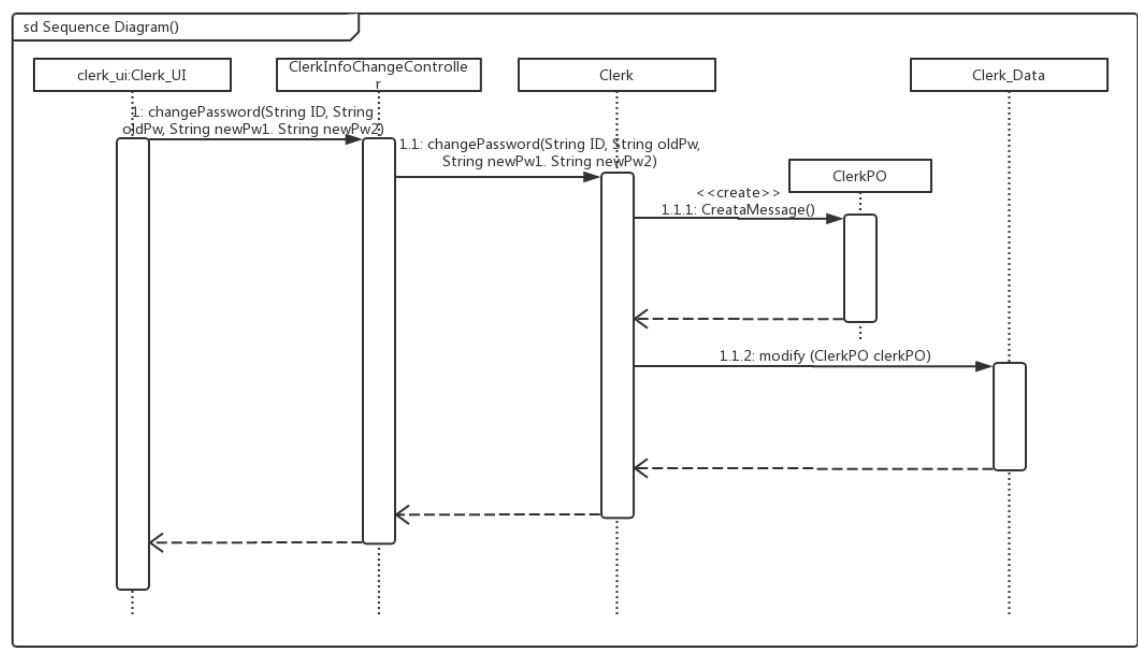 sd Sequence Diagram()
clerk_ui:Clerk_UI
ClerkInfoChangeControlle
r
Clerk
Clerk_Data
1: changePassword(String ID, String
oldPw, String newPw1. String newPw2)
1.1: changePassword(String ID, String oldPw,
String newPw1. String newPw2)
ClerkPO
<<create>>
1.1.1: CreataMessage()
1.1.2: modify (ClerkPO clerkPO)